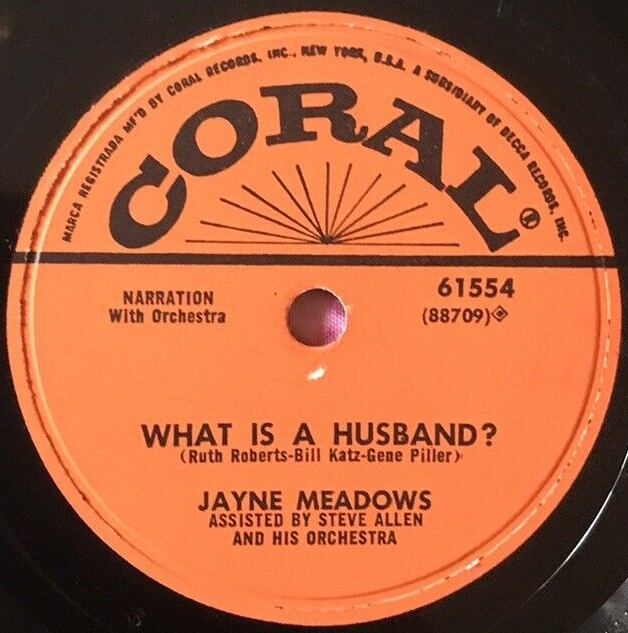 MARCA REGISTRADA MF'D BY CORAL RECORDS, INC., NEW YORK, U.S.A. A SUBSIDIARY OF DECCA RECORDS, INC.
CORAL ®
NARRATION
With Orchestra
61554
(88709)
WHAT IS A HUSBAND?
(Ruth Roberts-Bill Katz-Gene Piller)
JAYNE MEADOWS
ASSISTED BY STEVE ALLEN
AND HIS ORCHESTRA